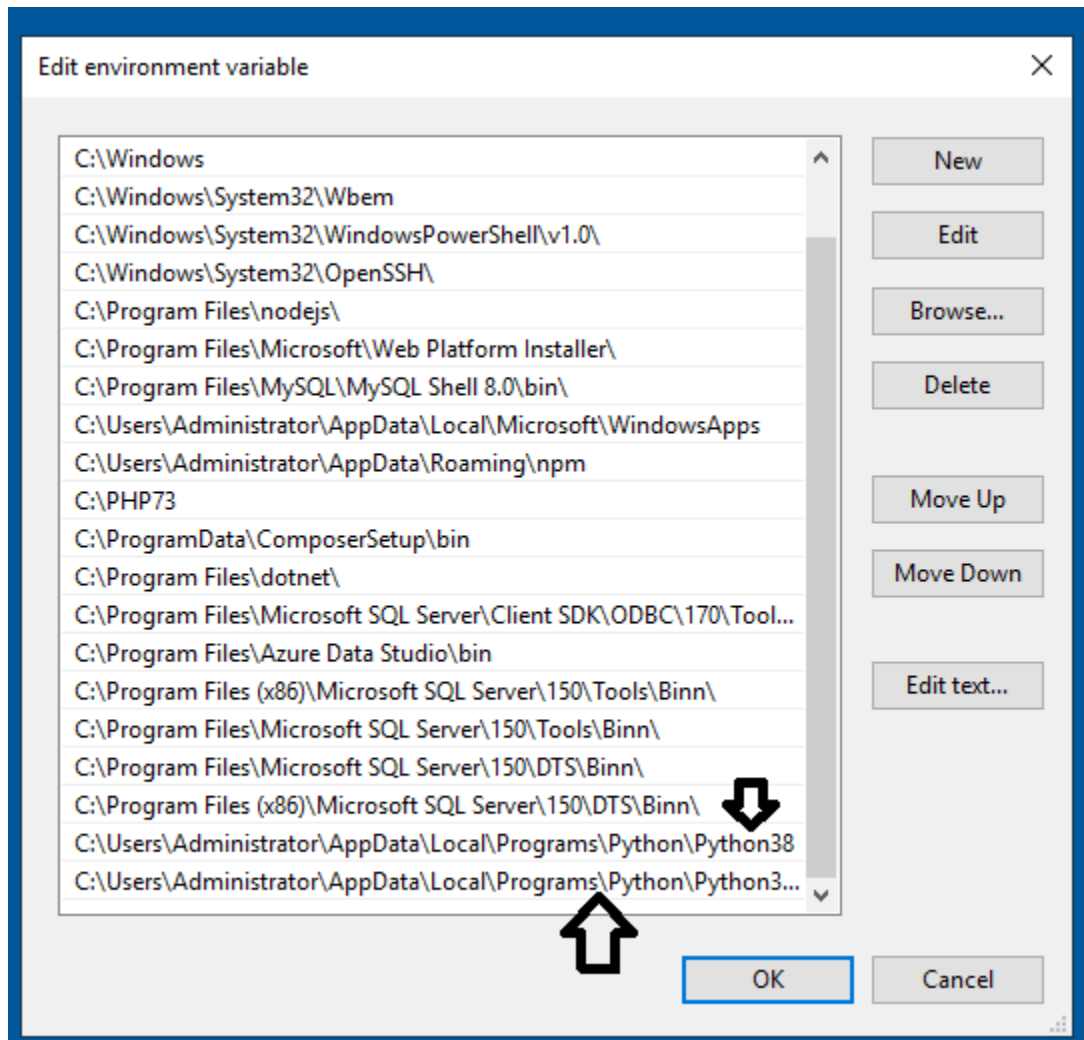 Edit environment variable
C:\Windows
C:\Windows\System32\Wbem
C:\Windows\System32\WindowsPowerShell\v1.0\
C:\Windows\System32\OpenSSH\
C:\Program Files\nodejs\
C:\Program Files\Microsoft\Web Platform Installer\
C:\Program Files\MySQL\MySQL Shell 8.0\bin\
C:\Users\Administrator\AppData\Local\Microsoft\WindowsApps
C:\Users\Administrator\AppData\Roaming\npm
C:\PHP73
C:\ProgramData\ComposerSetup\bin
C:\Program Files\dotnet\
C:\Program Files\Microsoft SQL Server\Client SDK\ODBC\170\Tool...
C:\Program Files\Azure Data Studio\bin
C:\Program Files (x86)\Microsoft SQL Server\150\Tools\Binn\
C:\Program Files\Microsoft SQL Server\150\Tools\Binn\
C:\Program Files\Microsoft SQL Server\150\DTS\Binn\
C:\Program Files (x86)\Microsoft SQL Server\150\DTS\Binn\
C:\Users\Administrator\AppData\Local\Programs\Python\Python38
C:\Users\Administrator\AppData\Local\Programs\Python\Python3...
New
Edit
Browse...
Delete
Move Up
Move Down
Edit text...
OK
Cancel